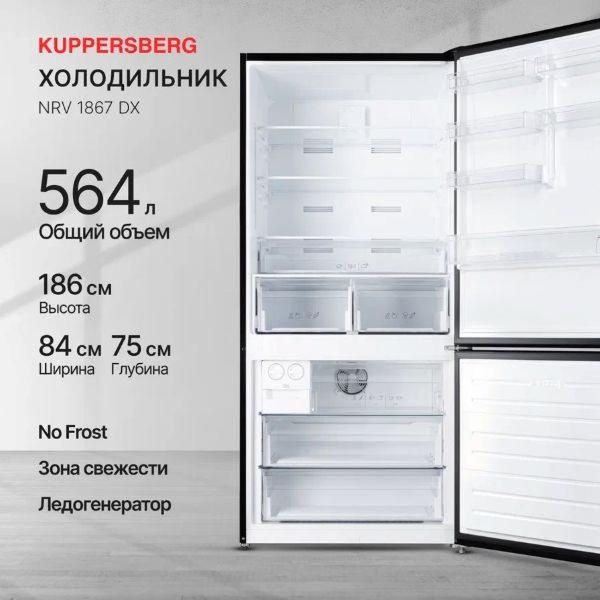 KUPPERSBERG
ХОЛОДИЛЬНИК
NRV 1867 DX
564 л
Общий объем
186 см
Высота
84 см 75 см
Ширина Глубина
No Frost
Зона свежести
Ледогенератор